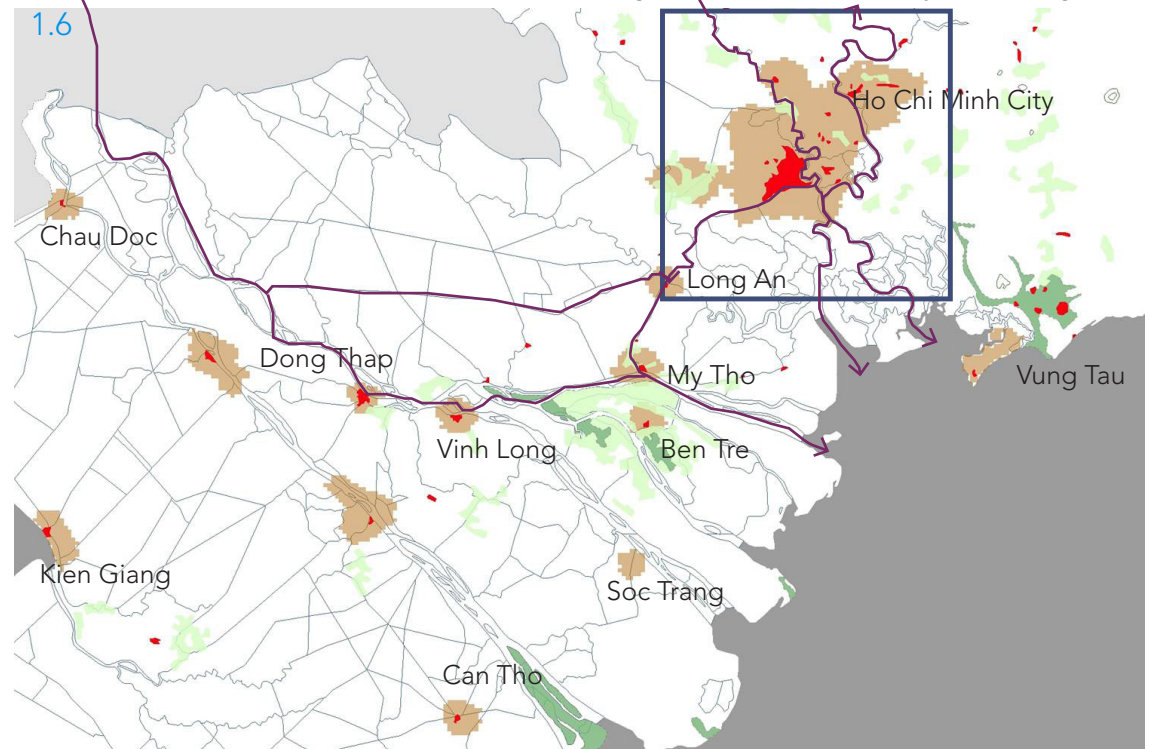 1.6
Ho Chi Minh City
Chau Doc
Long An
Dong Thap
My Tho
Vung Tau
Vinh Long
Ben Tre
Kien Giang
Soc Trang
Can Tho